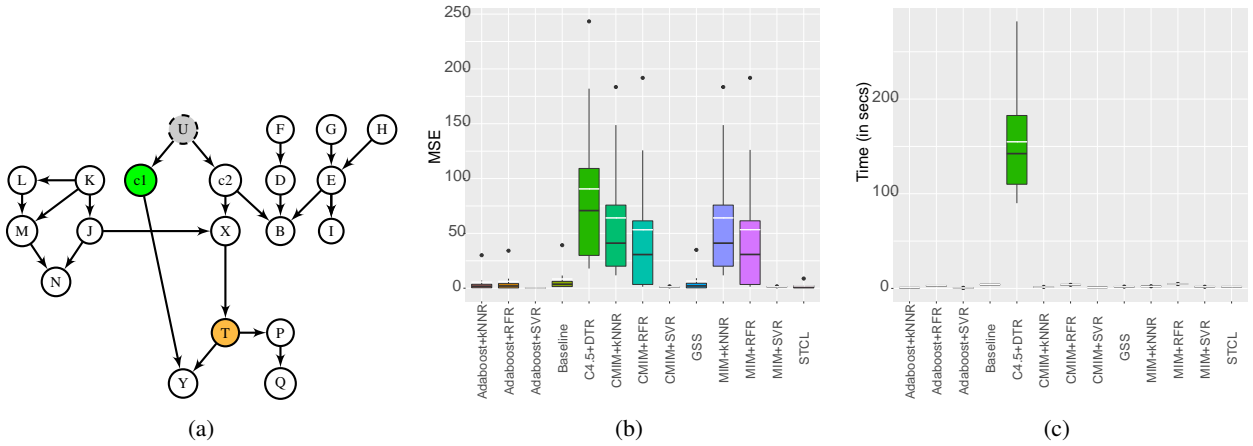 U
F
G
H
L
K
c1
c2
D
E
M
J
X
B
I
N
T
P
Y
Q
(a)
MSE
250
200
150
100
50
0
Adaboost+kNNR
Adaboost+RFR
Adaboost+SVR
Baseline
C4.5+DTR
CMIM+kNNR
CMIM+RFR
CMIM+SVR
GSS
MIM+kNNR
MIM+RFR
MIM+SVR
STCL
(b)
Time (in secs)
200
100
0
Adaboost+kNNR
Adaboost+RFR
Adaboost+SVR
Baseline
C4.5+DTR
CMIM+kNNR
CMIM+RFR
CMIM+SVR
GSS
MIM+kNNR
MIM+RFR
MIM+SVR
STCL
(c)